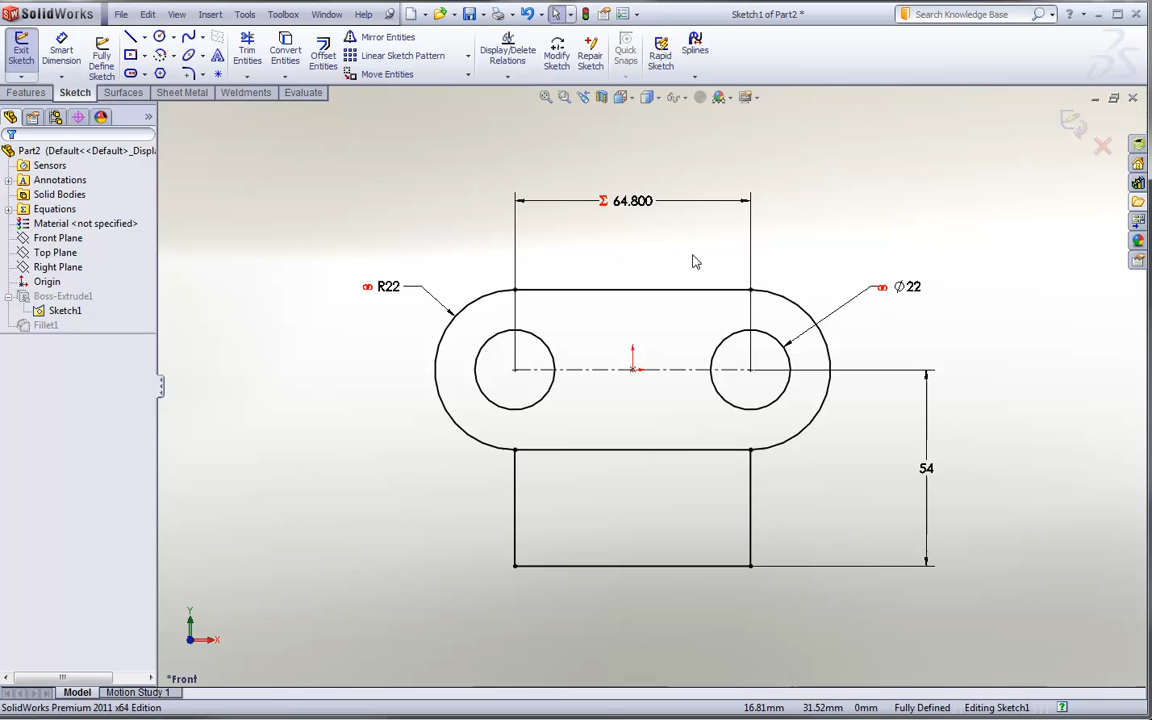 SolidWorks File Edit View Insert Tools Toolbox Window Help Sketch1 of Part2 * Search Knowledge Base ?
Exit Sketch
Smart Dimension
Fully Define Sketch
Trim Entities
Convert Entities
Offset Entities
Mirror Entities
Linear Sketch Pattern
Move Entities
Display/Delete Relations
Modify Sketch
Repair Sketch
Quick Snaps
Rapid Sketch
Splines
Features Sketch Surfaces Sheet Metal Weldments Evaluate
Part2 (Default<<Default>_Displa
Sensors
Annotations
Solid Bodies
Equations
Material <not specified>
Front Plane
Top Plane
Right Plane
Origin
Boss-Extrude1
Sketch1
Fillet1
Σ 64.800
R22
∞ Ø22
54
Y
X
*Front
Model Motion Study 1
SolidWorks Premium 2011 x64 Edition 16.81mm 31.52mm 0mm Fully Defined Editing Sketch1